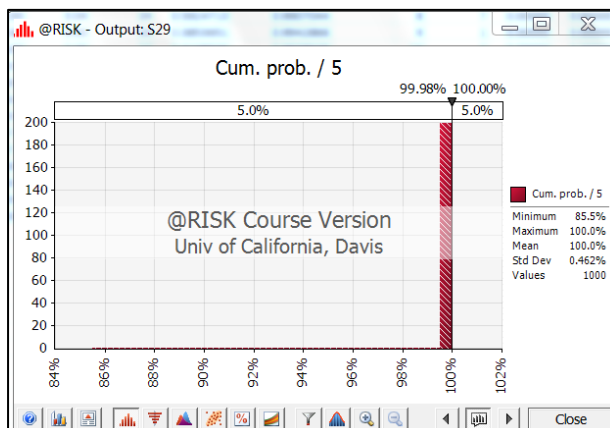 @RISK - Output: S29
Cum. prob. / 5
99.98% 100.00%
5.0% 5.0%
200
180
160
140
120
100
80
60
40
20
0
@RISK Course Version
Univ of California, Davis
84% 86% 88% 90% 92% 94% 96% 98% 100% 102%
Cum. prob. / 5
Minimum 85.5%
Maximum 100.0%
Mean 100.0%
Std Dev 0.462%
Values 1000
Close